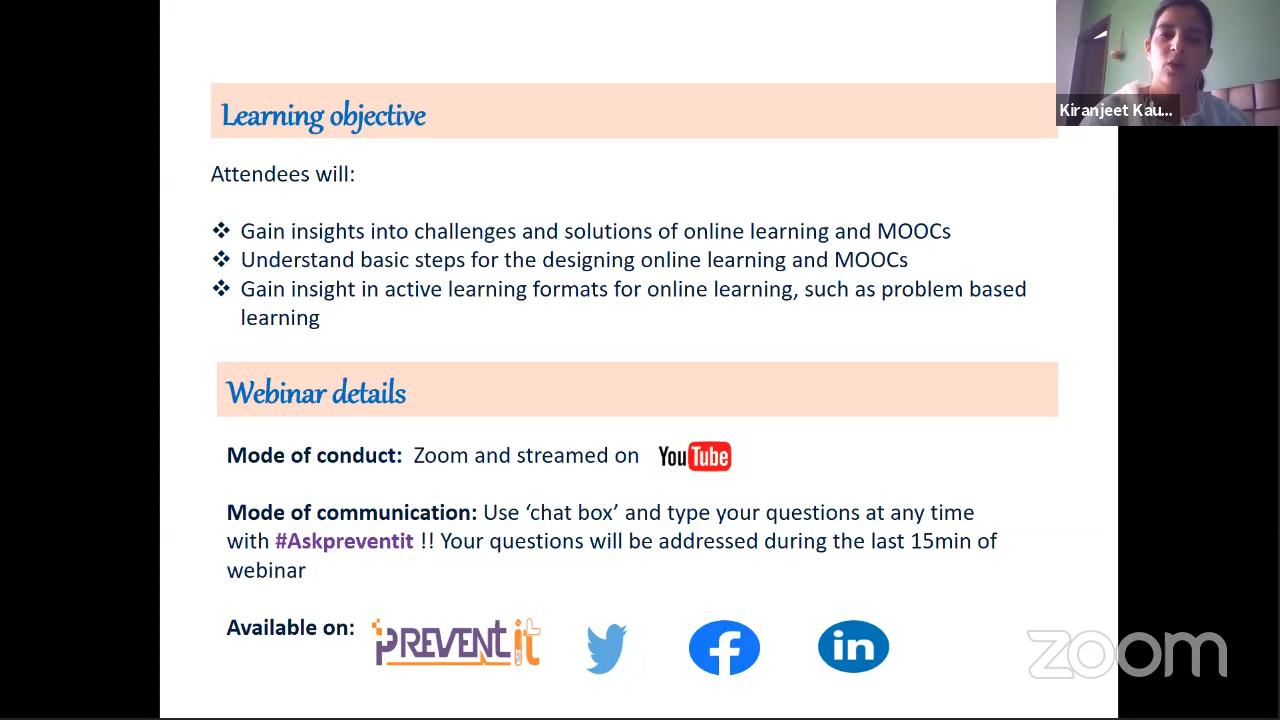 Learning objective
Kiranjeet Kau...
Attendees will:
❖ Gain insights into challenges and solutions of online learning and MOOCs
❖ Understand basic steps for the designing online learning and MOOCs
❖ Gain insight in active learning formats for online learning, such as problem based
learning
Webinar details
Mode of conduct: Zoom and streamed on YouTube
Mode of communication: Use ‘chat box’ and type your questions at any time
with #Askpreventit !! Your questions will be addressed during the last 15min of
webinar
Available on: PREVENT it f in
zoom